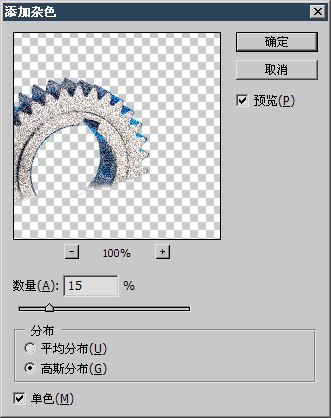 添加杂色
确定
取消
预览(P)
100%
数量(A): 15 %
分布
平均分布(U)
高斯分布(G)
单色(M)